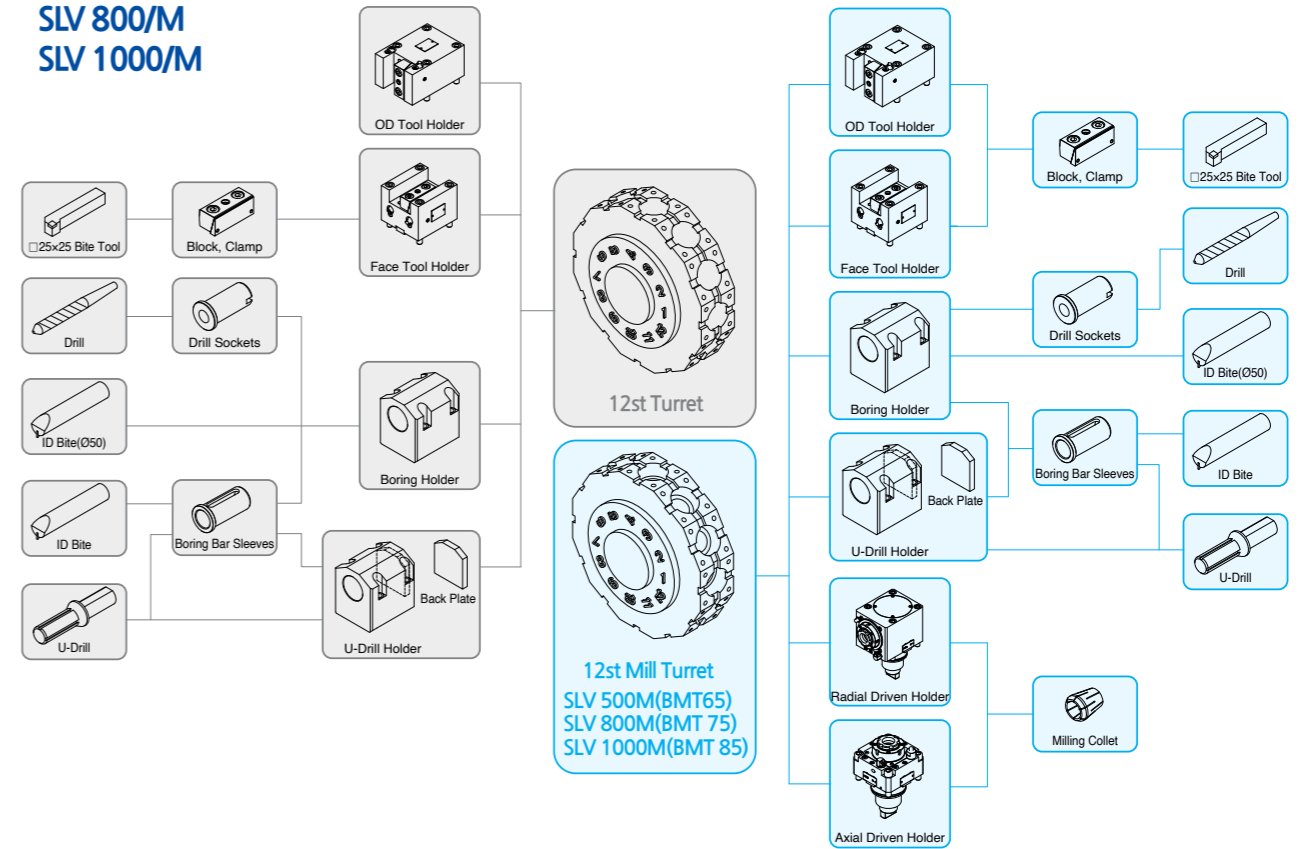 SLV 800/M
SLV 1000/M
OD Tool Holder
Face Tool Holder
□25x25 Bite Tool
Block, Clamp
Drill
Drill Sockets
ID Bite(Ø50)
Boring Holder
ID Bite
Boring Bar Sleeves
U-Drill
U-Drill Holder
Back Plate
12st Turret
12st Mill Turret
SLV 500M(BMT65)
SLV 800M(BMT 75)
SLV 1000M(BMT 85)
OD Tool Holder
Face Tool Holder
Block, Clamp
□25x25 Bite Tool
Drill
Drill Sockets
ID Bite(Ø50)
Boring Holder
Boring Bar Sleeves
ID Bite
Back Plate
U-Drill Holder
U-Drill
Radial Driven Holder
Milling Collet
Axial Driven Holder